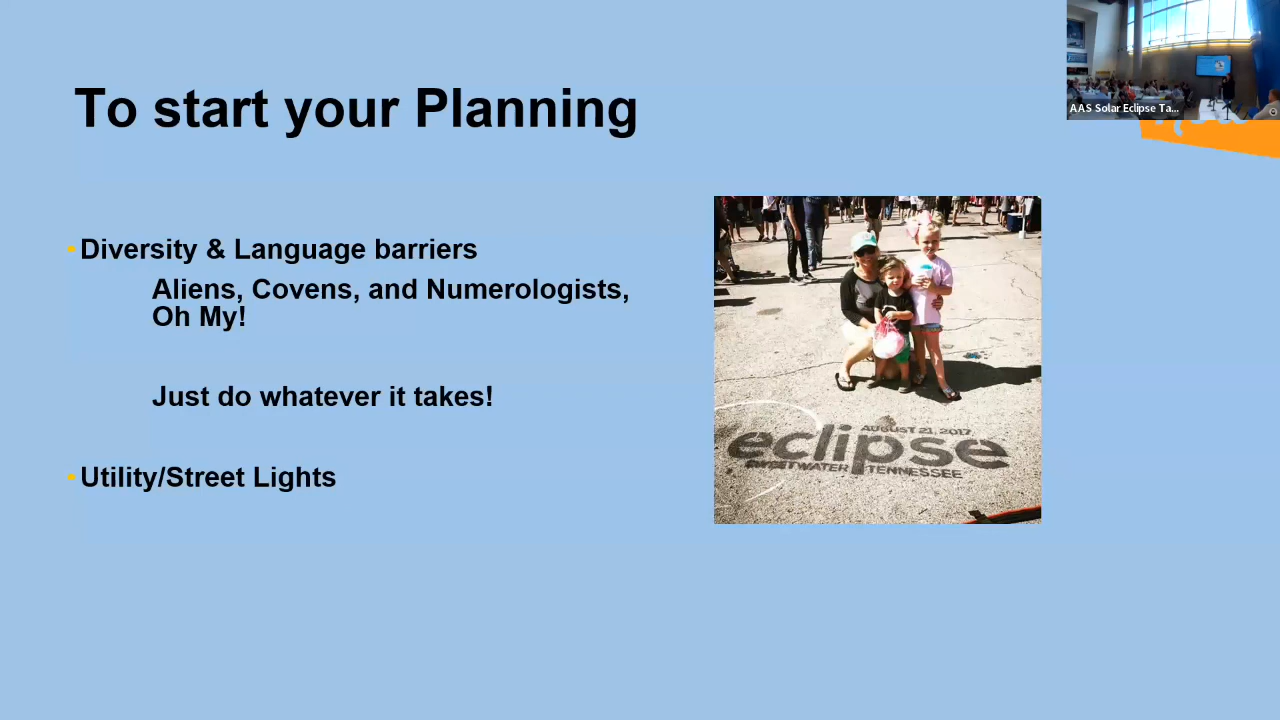 AAS Solar Eclipse Ta...
To start your Planning
Diversity & Language barriers
Aliens, Covens, and Numerologists,
Oh My!
Just do whatever it takes!
Utility/Street Lights
AUGUST 21, 2017
eclipse
SWEETWATER TENNESSEE